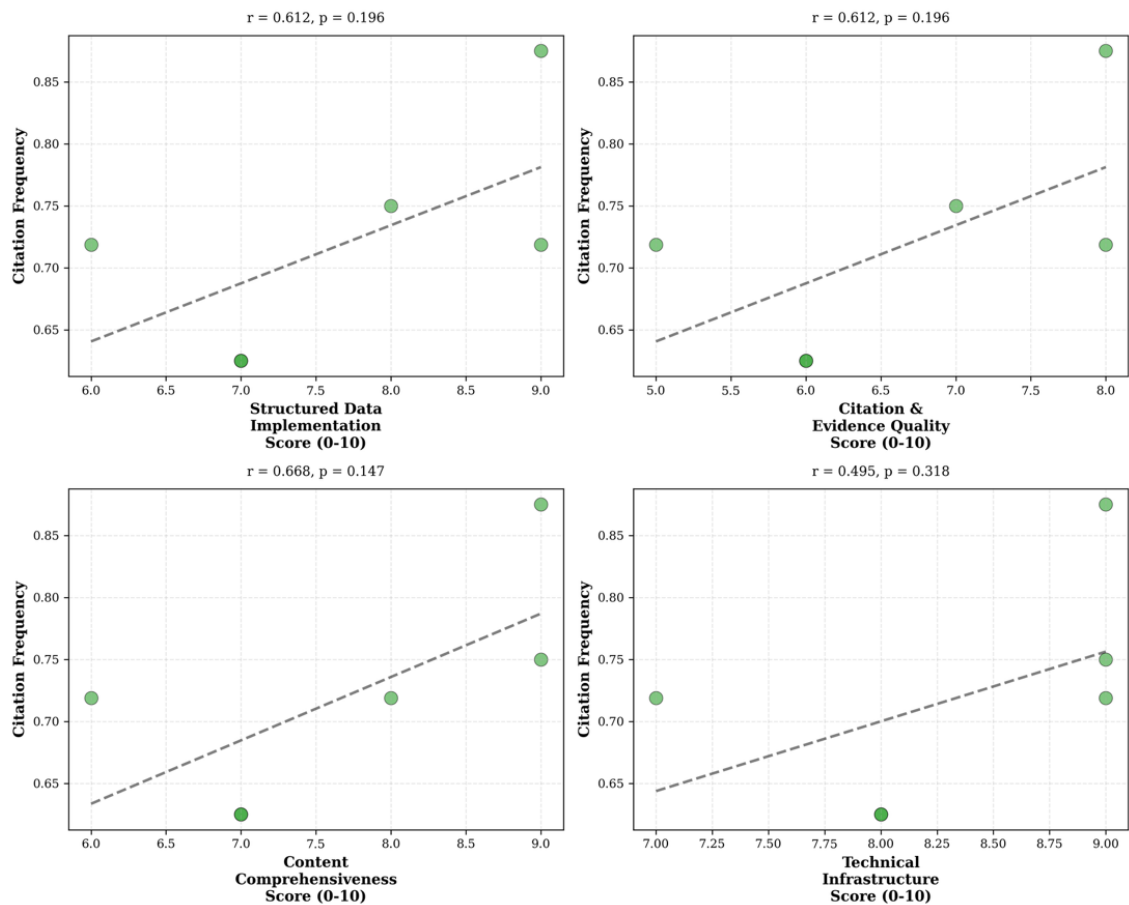 r = 0.612, p = 0.196
0.85
0.80
0.75
0.70
0.65
Citation Frequency
6.0 6.5 7.0 7.5 8.0 8.5 9.0
Structured Data
Implementation
Score (0-10)
r = 0.612, p = 0.196
0.85
0.80
0.75
0.70
0.65
Citation Frequency
5.0 5.5 6.0 6.5 7.0 7.5 8.0
Citation &
Evidence Quality
Score (0-10)
r = 0.668, p = 0.147
0.85
0.80
0.75
0.70
0.65
Citation Frequency
6.0 6.5 7.0 7.5 8.0 8.5 9.0
Content
Comprehensiveness
Score (0-10)
r = 0.495, p = 0.318
0.85
0.80
0.75
0.70
0.65
Citation Frequency
7.00 7.25 7.50 7.75 8.00 8.25 8.50 8.75 9.00
Technical
Infrastructure
Score (0-10)